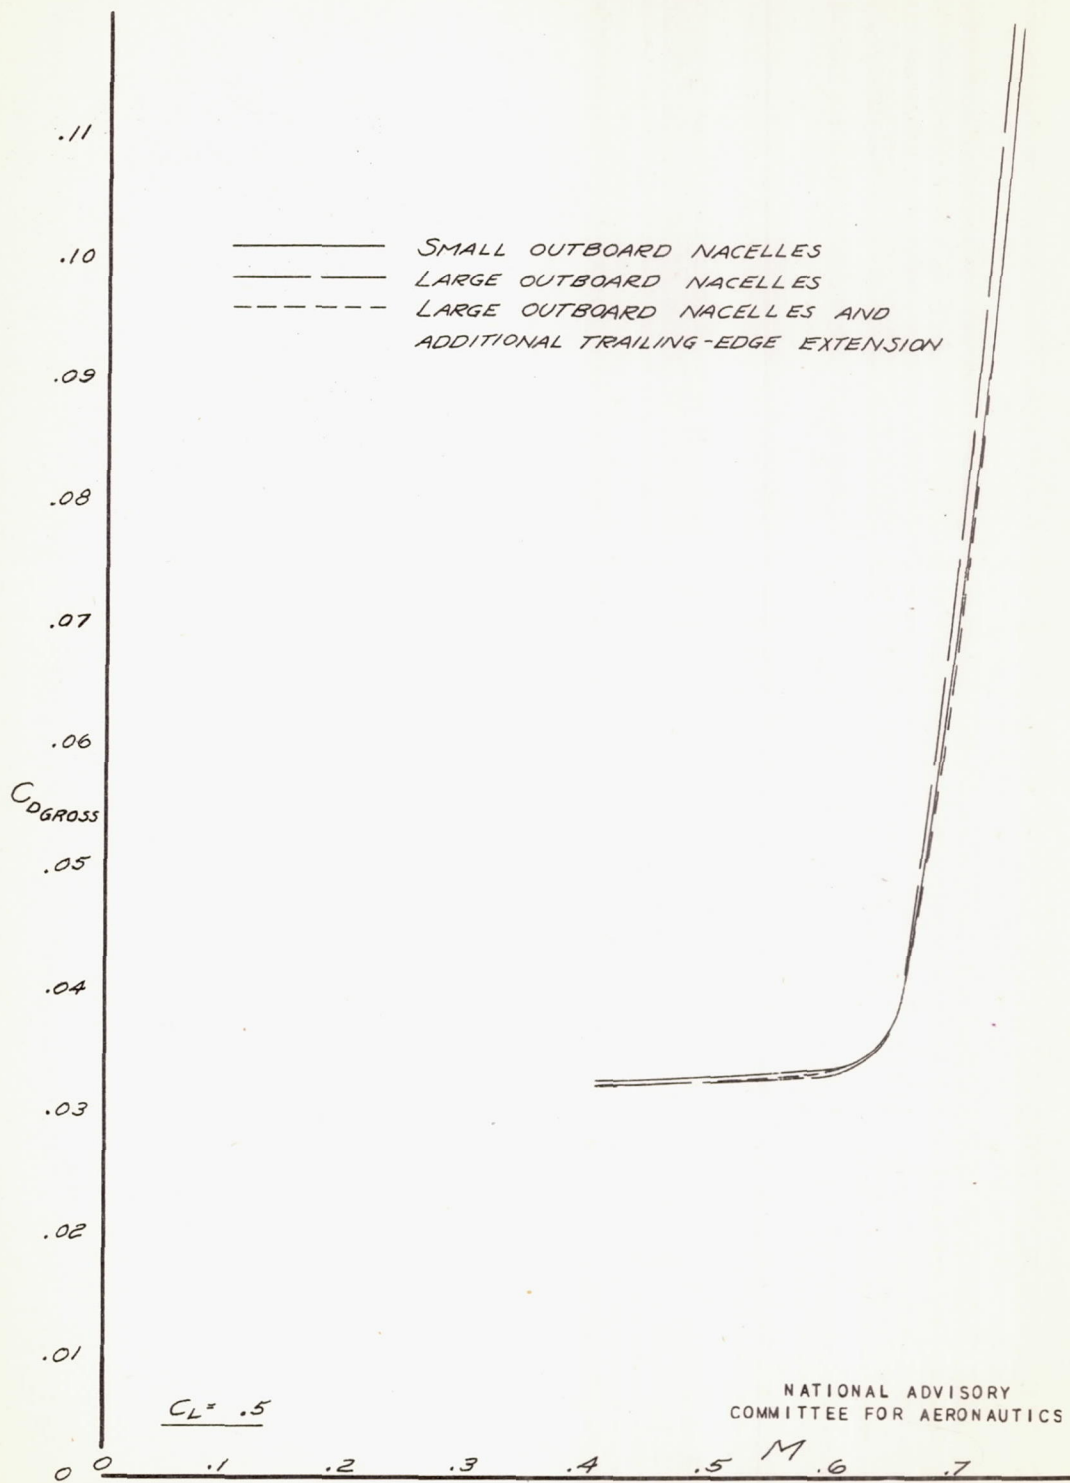 .11
.10
SMALL OUTBOARD NACELLES
LARGE OUTBOARD NACELLES
LARGE OUTBOARD NACELLES AND
ADDITIONAL TRAILING-EDGE EXTENSION
.09
.08
.07
.06
CDGROSS
.05
.04
.03
.02
.01
CL= .5
NATIONAL ADVISORY
COMMITTEE FOR AERONAUTICS
M
0
0 .1 .2 .3 .4 .5 .6 .7